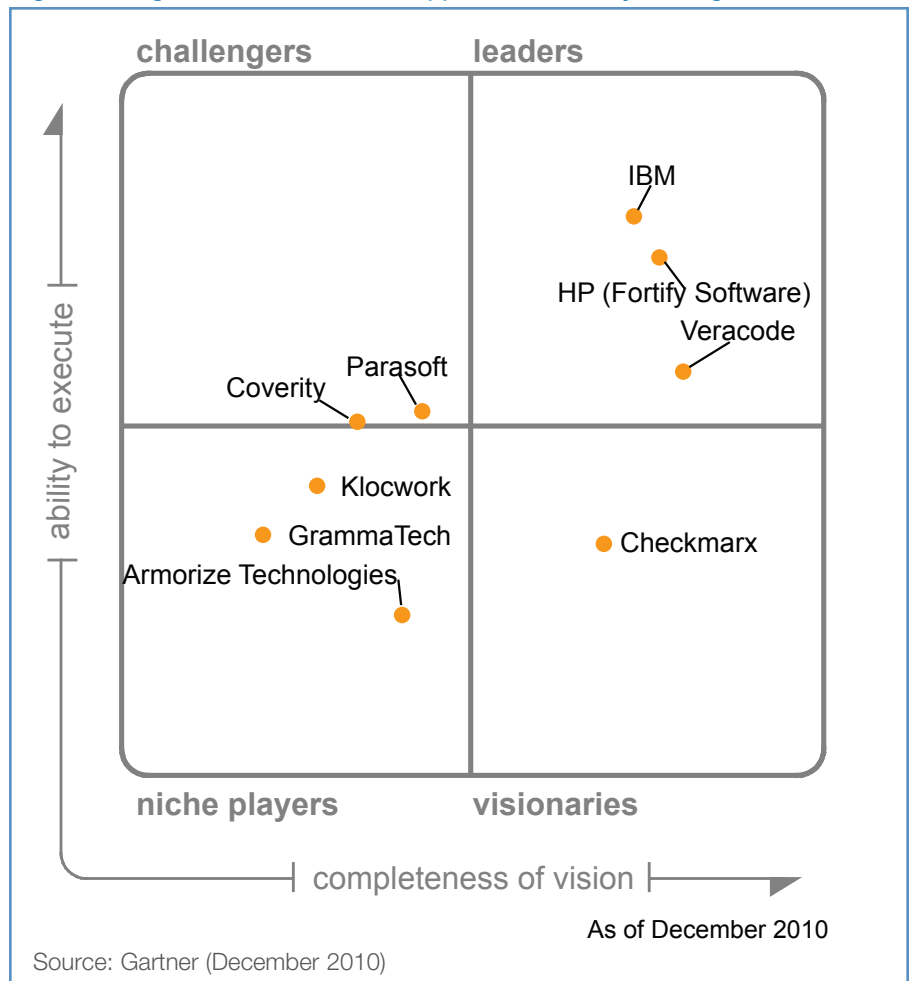 challengers
leaders
IBM
HP (Fortify Software)
Veracode
Parasoft
Coverity
Klocwork
GrammaTech
Checkmarx
Armorize Technologies
niche players
visionaries
ability to execute
completeness of vision
As of December 2010
Source: Gartner (December 2010)